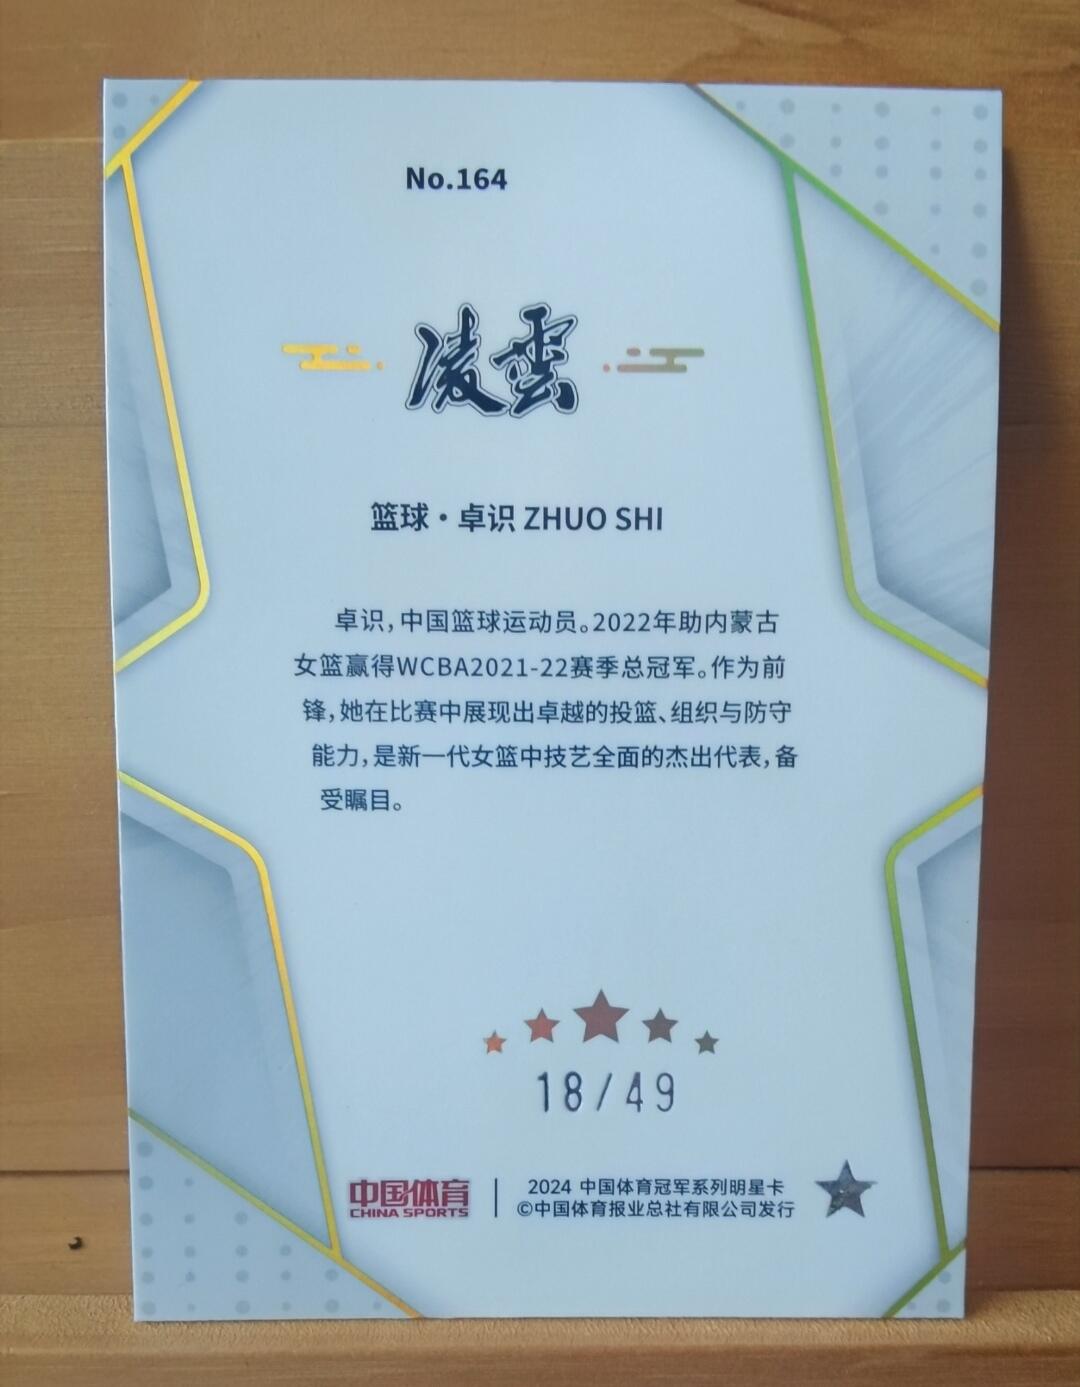 No.164
凌雲
篮球·卓识 ZHUO SHI
卓识，中国篮球运动员。2022年助内蒙古
女篮赢得WCBA2021-22赛季总冠军。作为前
锋，她在比赛中展现出卓越的投篮、组织与防守
能力，是新一代女篮中技艺全面的杰出代表，备
受瞩目。
18/49
中国体育
CHINA SPORTS
2024 中国体育冠军系列明星卡
©中国体育报业总社有限公司发行